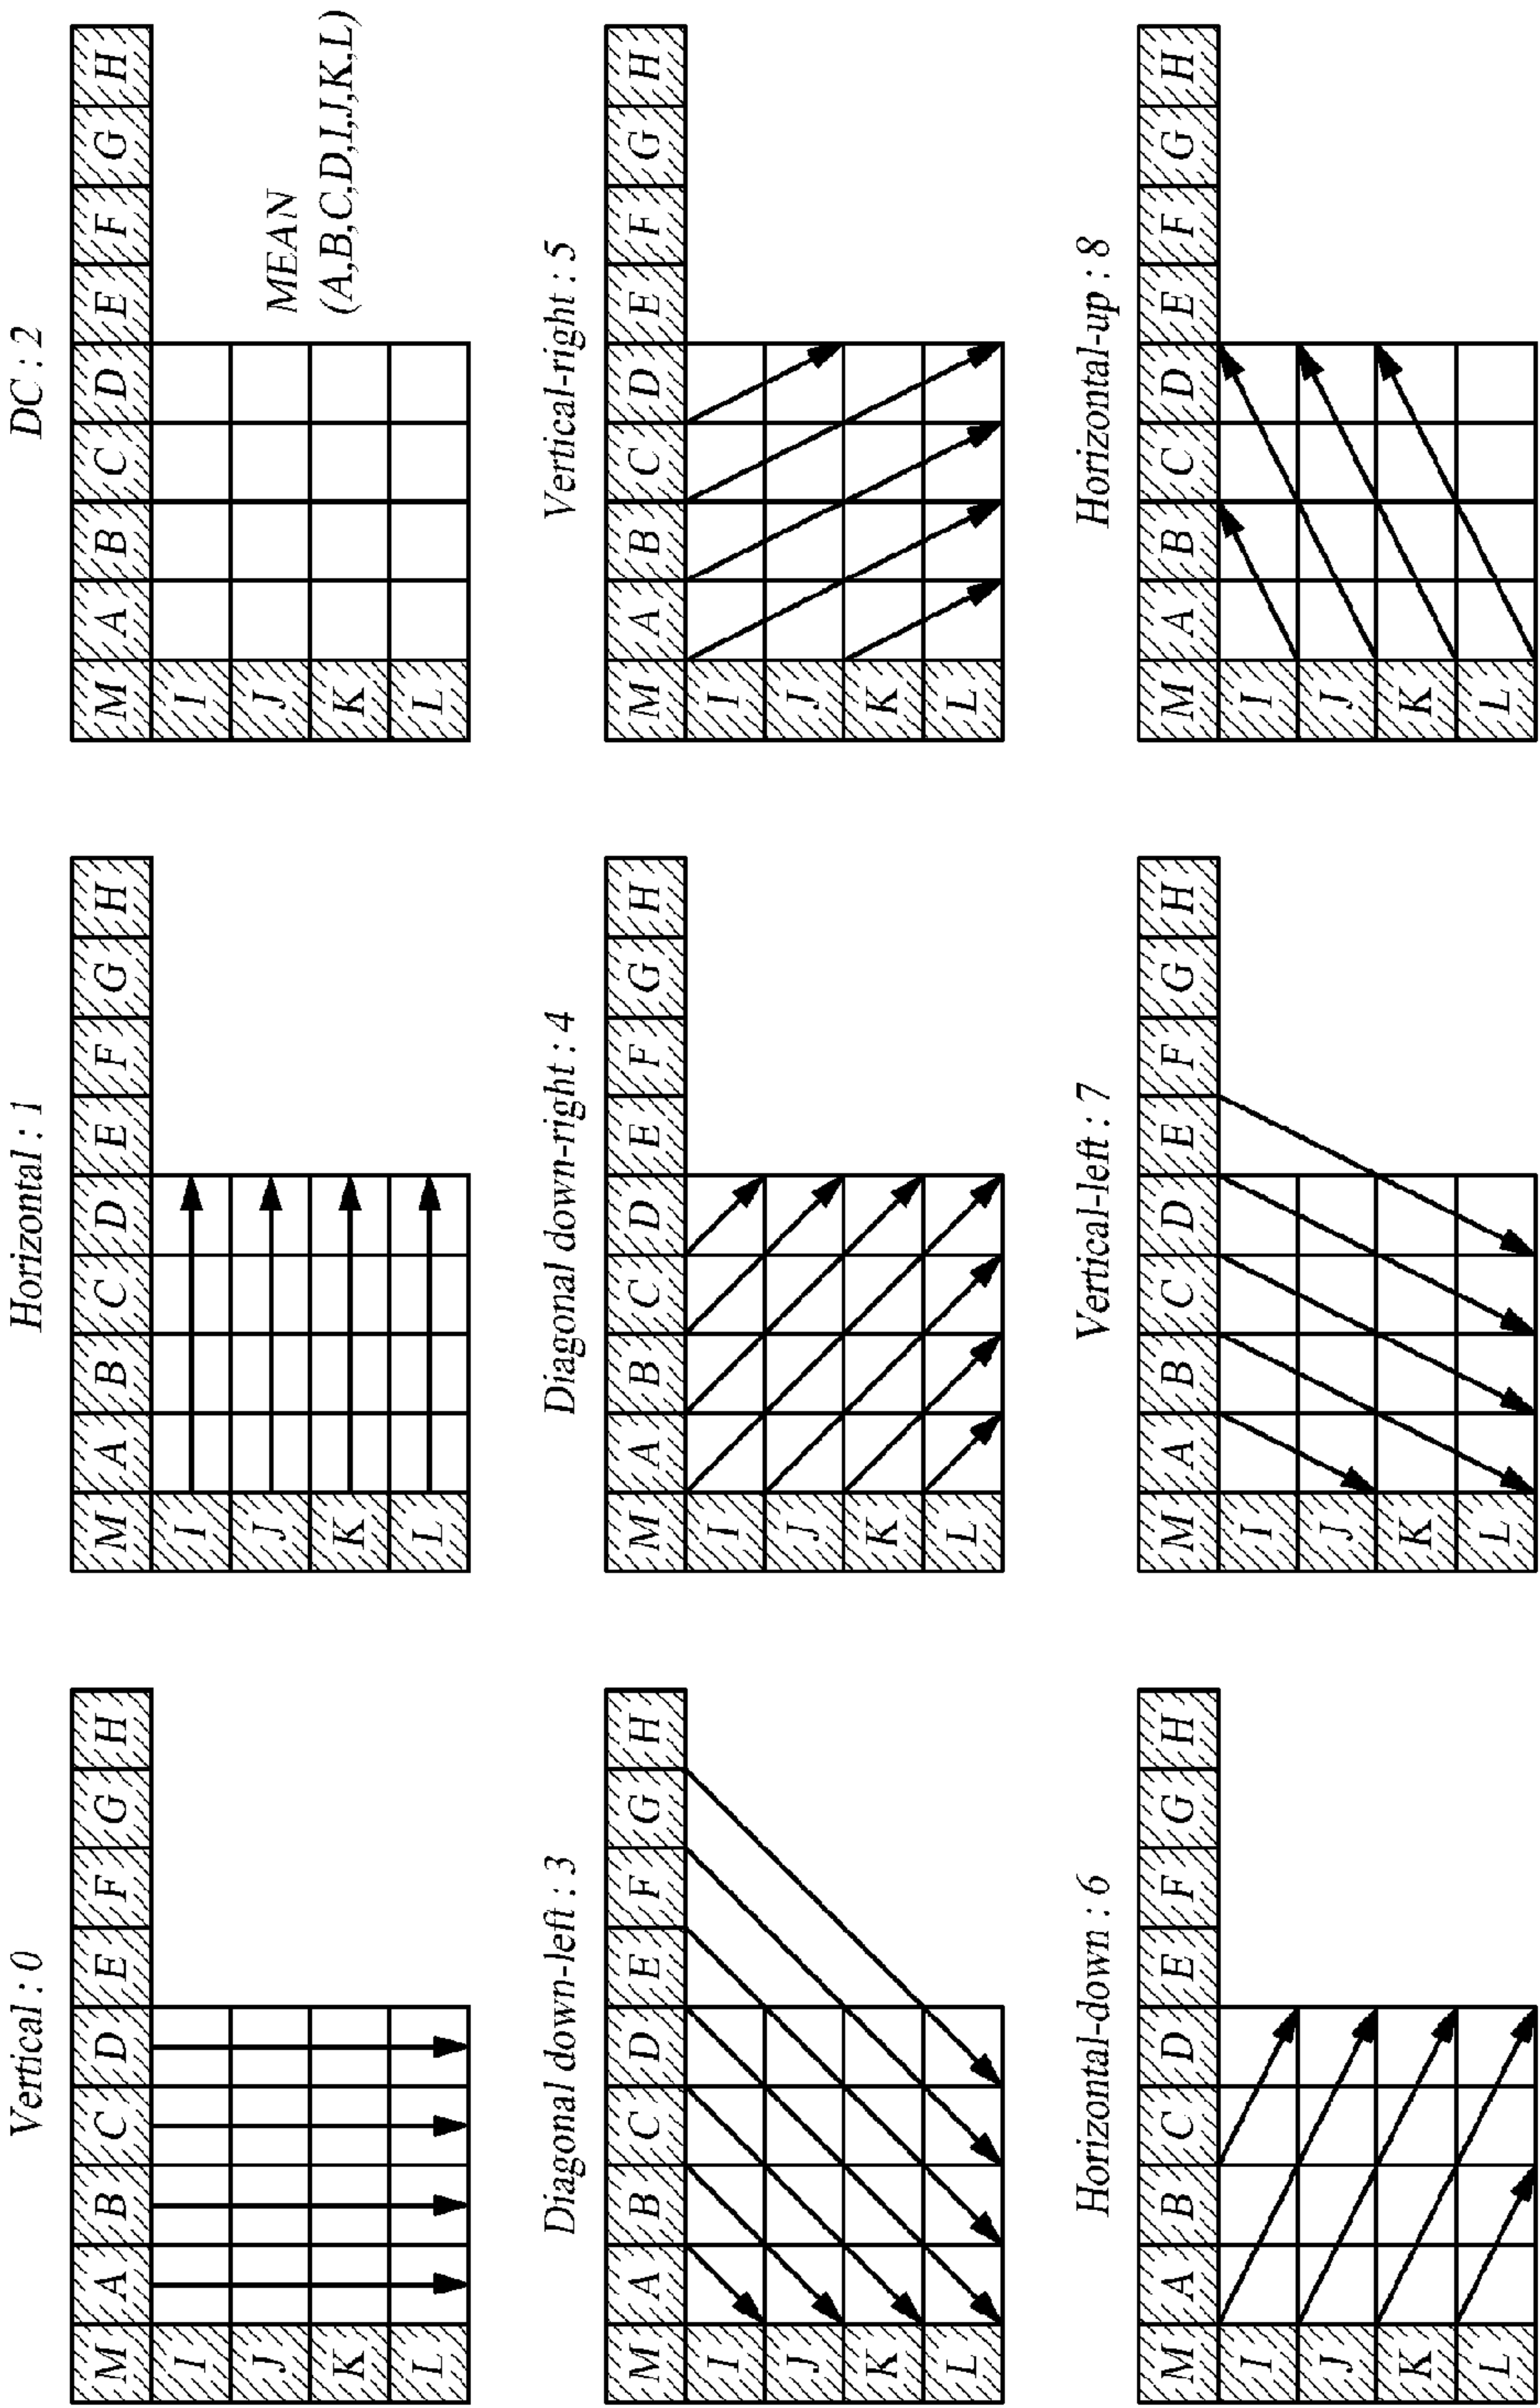 Vertical : 0
M A B C D E F G H
I
J
K
L
Horizontal : 1
M A B C D E F G H
I
J
K
L
DC : 2
M A B C D E F G H
I
J
K
L
MEAN
(A,B,C,D,I,J,K,L)
Diagonal down-left : 3
M A B C D E F G H
I
J
K
L
Diagonal down-right : 4
M A B C D E F G H
I
J
K
L
Vertical-right : 5
M A B C D E F G H
I
J
K
L
Horizontal-down : 6
M A B C D E F G H
I
J
K
L
Vertical-left : 7
M A B C D E F G H
I
J
K
L
Horizontal-up : 8
M A B C D E F G H
I
J
K
L